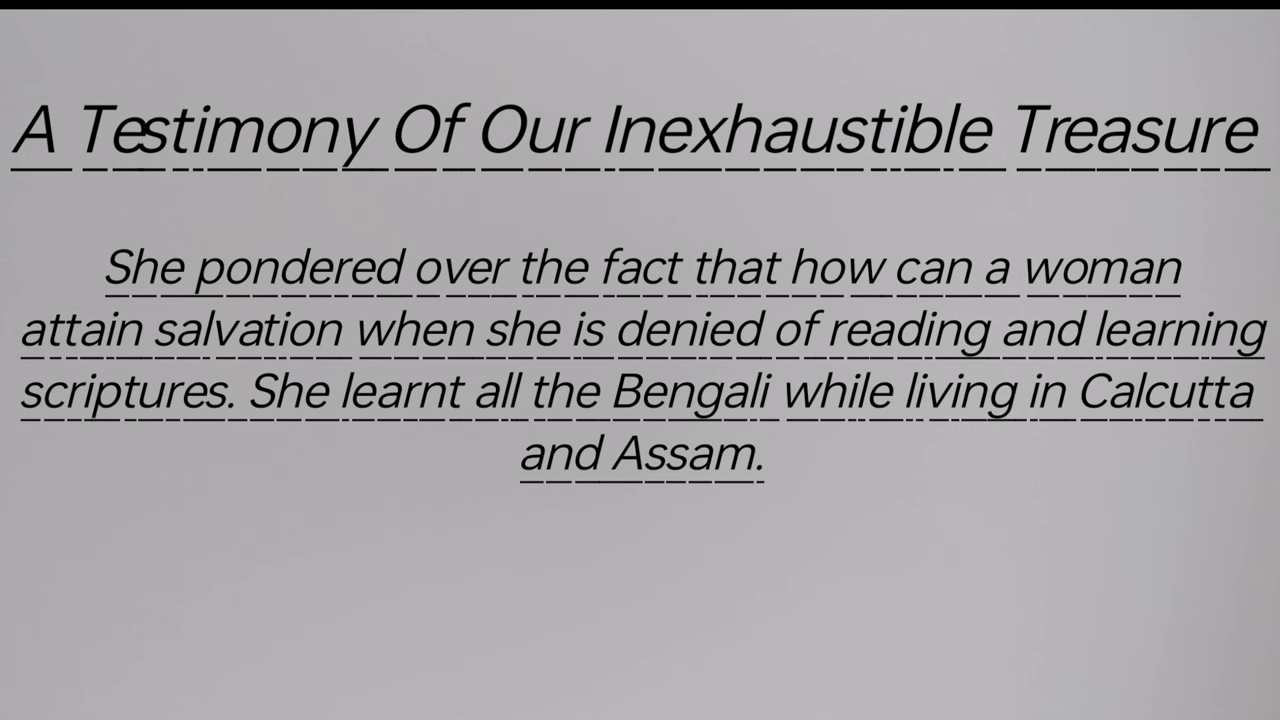 A Testimony Of Our Inexhaustible Treasure
She pondered over the fact that how can a woman
attain salvation when she is denied of reading and learning
scriptures. She learnt all the Bengali while living in Calcutta
and Assam.